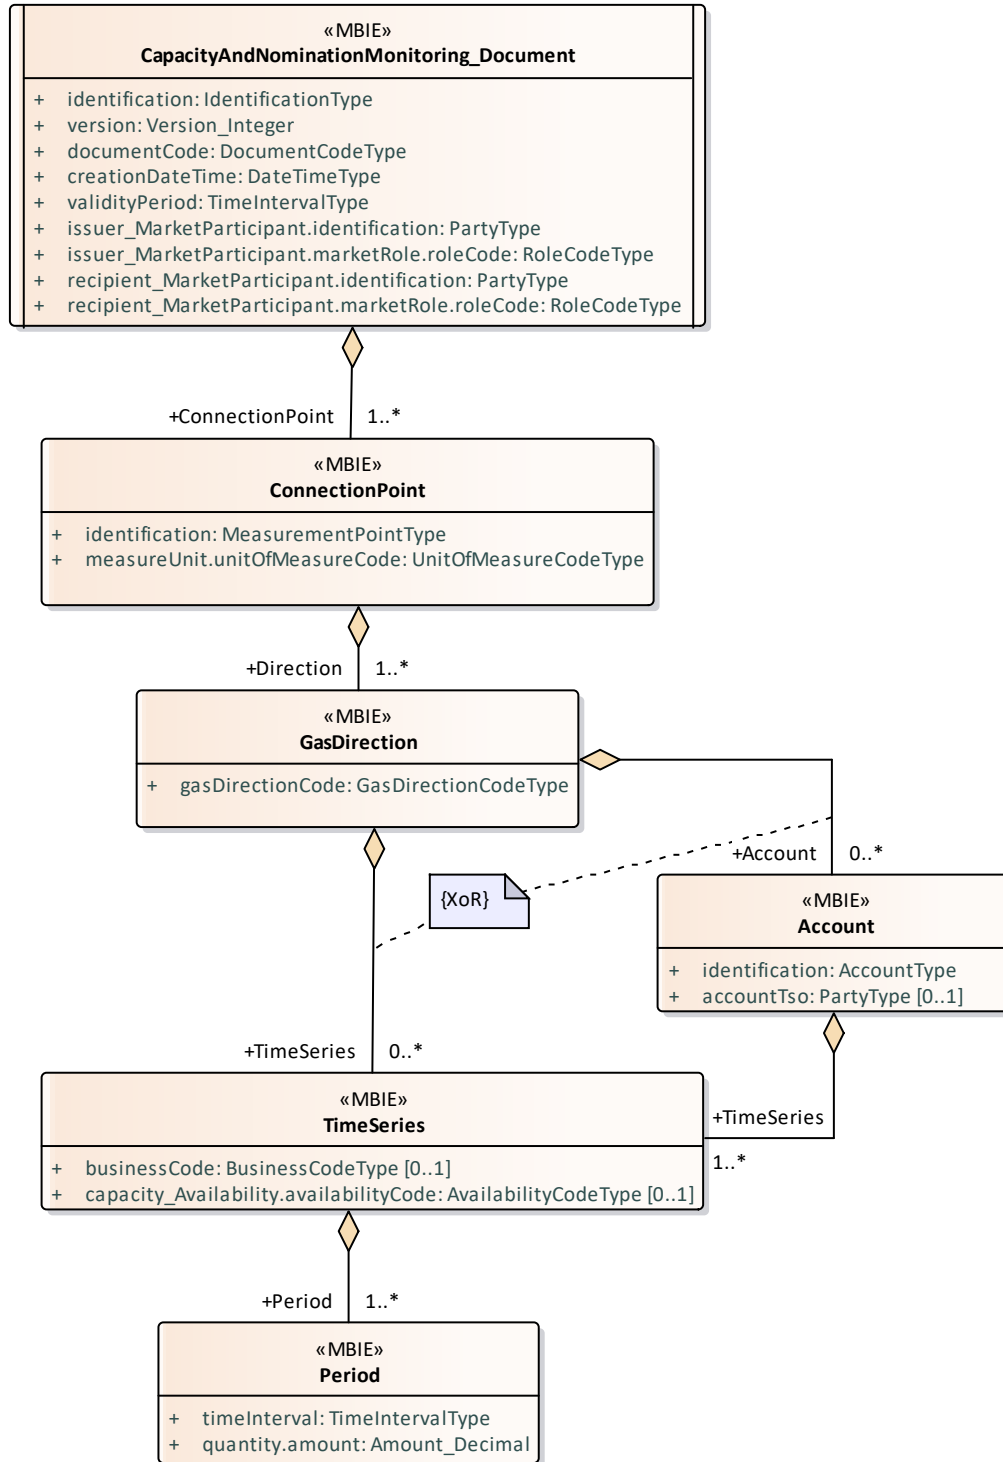 «MBIE»
CapacityAndNominationMonitoring_Document
+ identification: IdentificationType
+ version: Version_Integer
+ documentCode: DocumentCodeType
+ creationDateTime: DateTimeType
+ validityPeriod: TimeIntervalType
+ issuer_MarketParticipant.identification: PartyType
+ issuer_MarketParticipant.marketRole.roleCode: RoleCodeType
+ recipient_MarketParticipant.identification: PartyType
+ recipient_MarketParticipant.marketRole.roleCode: RoleCodeType
+ConnectionPoint 1..*
«MBIE»
ConnectionPoint
+ identification: MeasurementPointType
+ measureUnit.unitOfMeasureCode: UnitOfMeasureCodeType
+Direction 1..*
«MBIE»
GasDirection
+ gasDirectionCode: GasDirectionCodeType
+Account 0..*
{XoR}
«MBIE»
Account
+ identification: AccountType
+ accountTso: PartyType [0..1]
+TimeSeries 0..*
«MBIE»
TimeSeries
+ businessCode: BusinessCodeType [0..1]
+ capacity_Availability.availabilityCode: AvailabilityCodeType [0..1]
+TimeSeries
1..*
+Period 1..*
«MBIE»
Period
+ timeInterval: TimeIntervalType
+ quantity.amount: Amount_Decimal